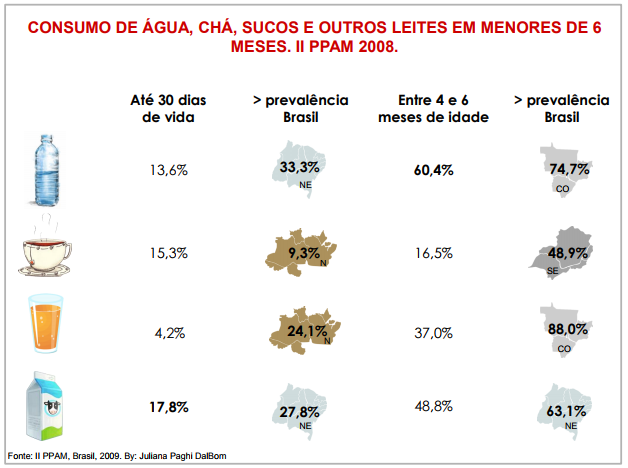 CONSUMO DE ÁGUA, CHÁ, SUCOS E OUTROS LEITES EM MENORES DE 6
MESES. II PPAM 2008.
Até 30 dias
de vida
> prevalência
Brasil
Entre 4 e 6
meses de idade
> prevalência
Brasil
13,6%
33,3%
NE
60,4%
74,7%
CO
15,3%
9,3%
N
16,5%
48,9%
SE
4,2%
24,1%
N
37,0%
88,0%
CO
17,8%
27,8%
NE
48,8%
63,1%
NE
Fonte: II PPAM, Brasil, 2009. By: Juliana Paghi DalBom